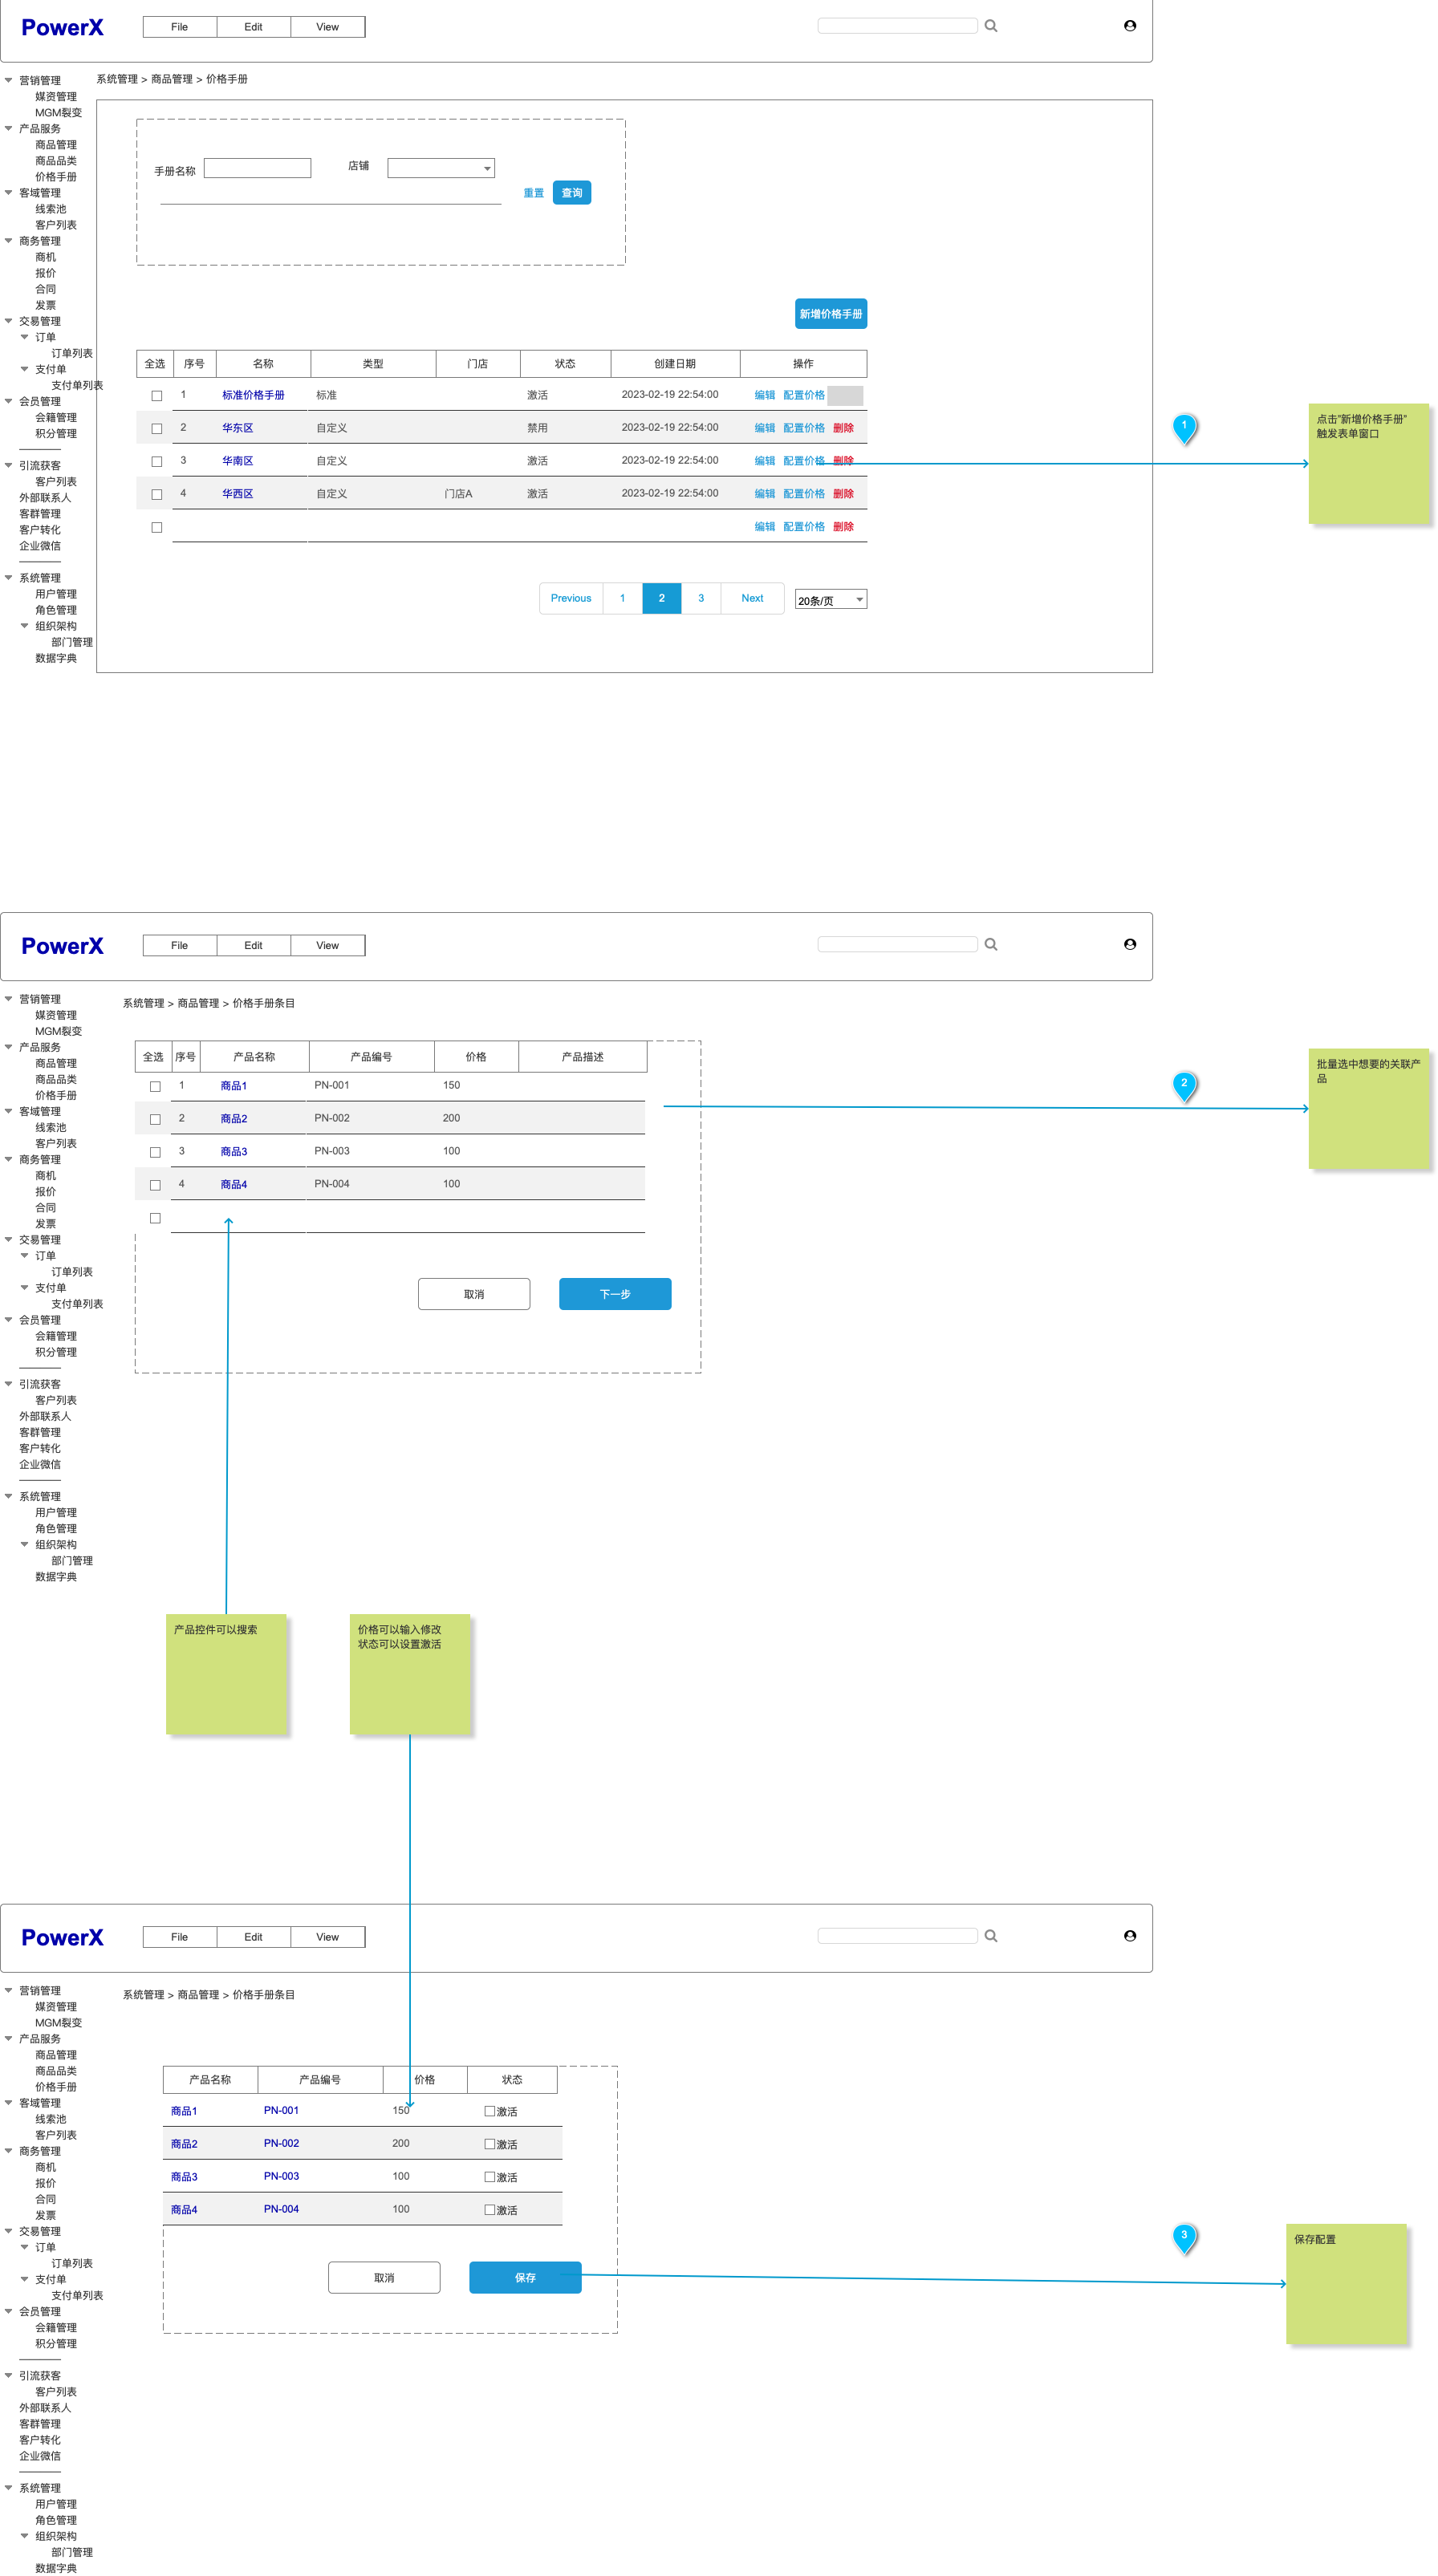 PowerX File Edit View
系统管理 > 商品管理 > 价格手册
营销管理
媒资管理
MGM裂变
产品服务
商品管理
商品品类
价格手册
客域管理
线索池
客户列表
商务管理
商机
报价
合同
发票
交易管理
订单
订单列表
支付单
支付单列表
会员管理
会籍管理
积分管理
引流获客
客户列表
外部联系人
客群管理
客户转化
企业微信
系统管理
用户管理
角色管理
组织架构
部门管理
数据字典
手册名称 店铺
重置 查询
新增价格手册
全选 序号 名称 类型 门店 状态 创建日期 操作
1 标准价格手册 标准 激活 2023-02-19 22:54:00 编辑 配置价格
2 华东区 自定义 禁用 2023-02-19 22:54:00 编辑 配置价格 删除
3 华南区 自定义 激活 2023-02-19 22:54:00 编辑 配置价格 删除
4 华西区 自定义 门店A 激活 2023-02-19 22:54:00 编辑 配置价格 删除
编辑 配置价格 删除
Previous 1 2 3 Next 20条/页
1
点击"新增价格手册"
触发表单窗口
PowerX File Edit View
系统管理 > 商品管理 > 价格手册条目
营销管理
媒资管理
MGM裂变
产品服务
商品管理
商品品类
价格手册
客域管理
线索池
客户列表
商务管理
商机
报价
合同
发票
交易管理
订单
订单列表
支付单
支付单列表
会员管理
会籍管理
积分管理
引流获客
客户列表
外部联系人
客群管理
客户转化
企业微信
系统管理
用户管理
角色管理
组织架构
部门管理
数据字典
全选 序号 产品名称 产品编号 价格 产品描述
1 商品1 PN-001 150
2 商品2 PN-002 200
3 商品3 PN-003 100
4 商品4 PN-004 100
取消 下一步
2
批量选中想要的关联产
品
产品控件可以搜索
价格可以输入修改
状态可以设置激活
PowerX File Edit View
系统管理 > 商品管理 > 价格手册条目
营销管理
媒资管理
MGM裂变
产品服务
商品管理
商品品类
价格手册
客域管理
线索池
客户列表
商务管理
商机
报价
合同
发票
交易管理
订单
订单列表
支付单
支付单列表
会员管理
会籍管理
积分管理
引流获客
客户列表
外部联系人
客群管理
客户转化
企业微信
系统管理
用户管理
角色管理
组织架构
部门管理
数据字典
产品名称 产品编号 价格 状态
商品1 PN-001 150 激活
商品2 PN-002 200 激活
商品3 PN-003 100 激活
商品4 PN-004 100 激活
取消 保存
3
保存配置